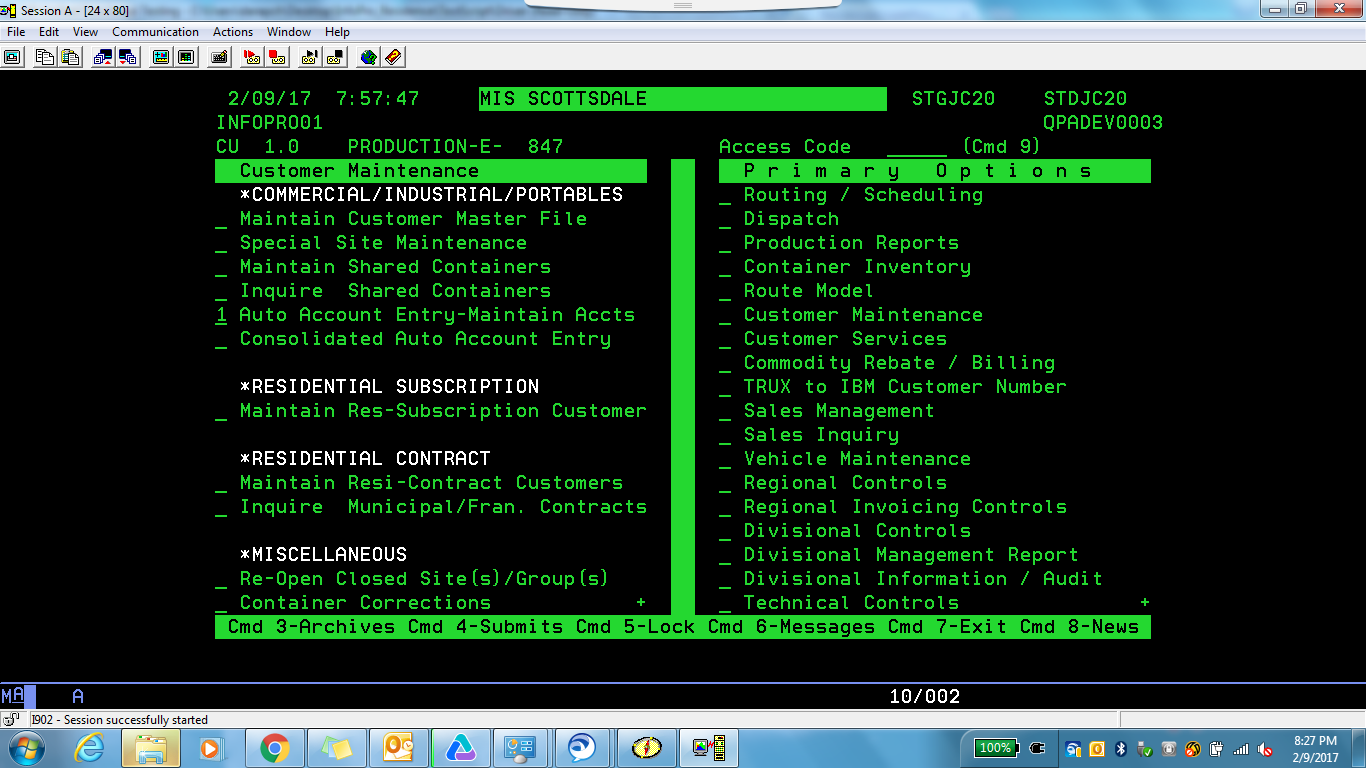 Session A - [24 x 80]
File Edit View Communication Actions Window Help
2/09/17 7:57:47 MIS SCOTTSDALE STGJC20 STDJC20
INFOPRO01 QPADEV0003
CU 1.0 PRODUCTION-E- 847 Access Code ______ (Cmd 9)
Customer Maintenance P r i m a r y O p t i o n s
*COMMERCIAL/INDUSTRIAL/PORTABLES _ Routing / Scheduling
_ Maintain Customer Master File _ Dispatch
_ Special Site Maintenance _ Production Reports
_ Maintain Shared Containers _ Container Inventory
_ Inquire Shared Containers _ Route Model
1 Auto Account Entry-Maintain Accts _ Customer Maintenance
_ Consolidated Auto Account Entry _ Customer Services
_ Commodity Rebate / Billing
*RESIDENTIAL SUBSCRIPTION _ TRUX to IBM Customer Number
_ Maintain Res-Subscription Customer _ Sales Management
_ Sales Inquiry
*RESIDENTIAL CONTRACT _ Vehicle Maintenance
_ Maintain Resi-Contract Customers _ Regional Controls
_ Inquire Municipal/Fran. Contracts _ Regional Invoicing Controls
_ Divisional Controls
*MISCELLANEOUS _ Divisional Management Report
_ Re-Open Closed Site(s)/Group(s) _ Divisional Information / Audit
_ Container Corrections + _ Technical Controls +
Cmd 3-Archives Cmd 4-Submits Cmd 5-Lock Cmd 6-Messages Cmd 7-Exit Cmd 8-News
MA A 10/002
I902 - Session successfully started
100% 8:27 PM
2/9/2017